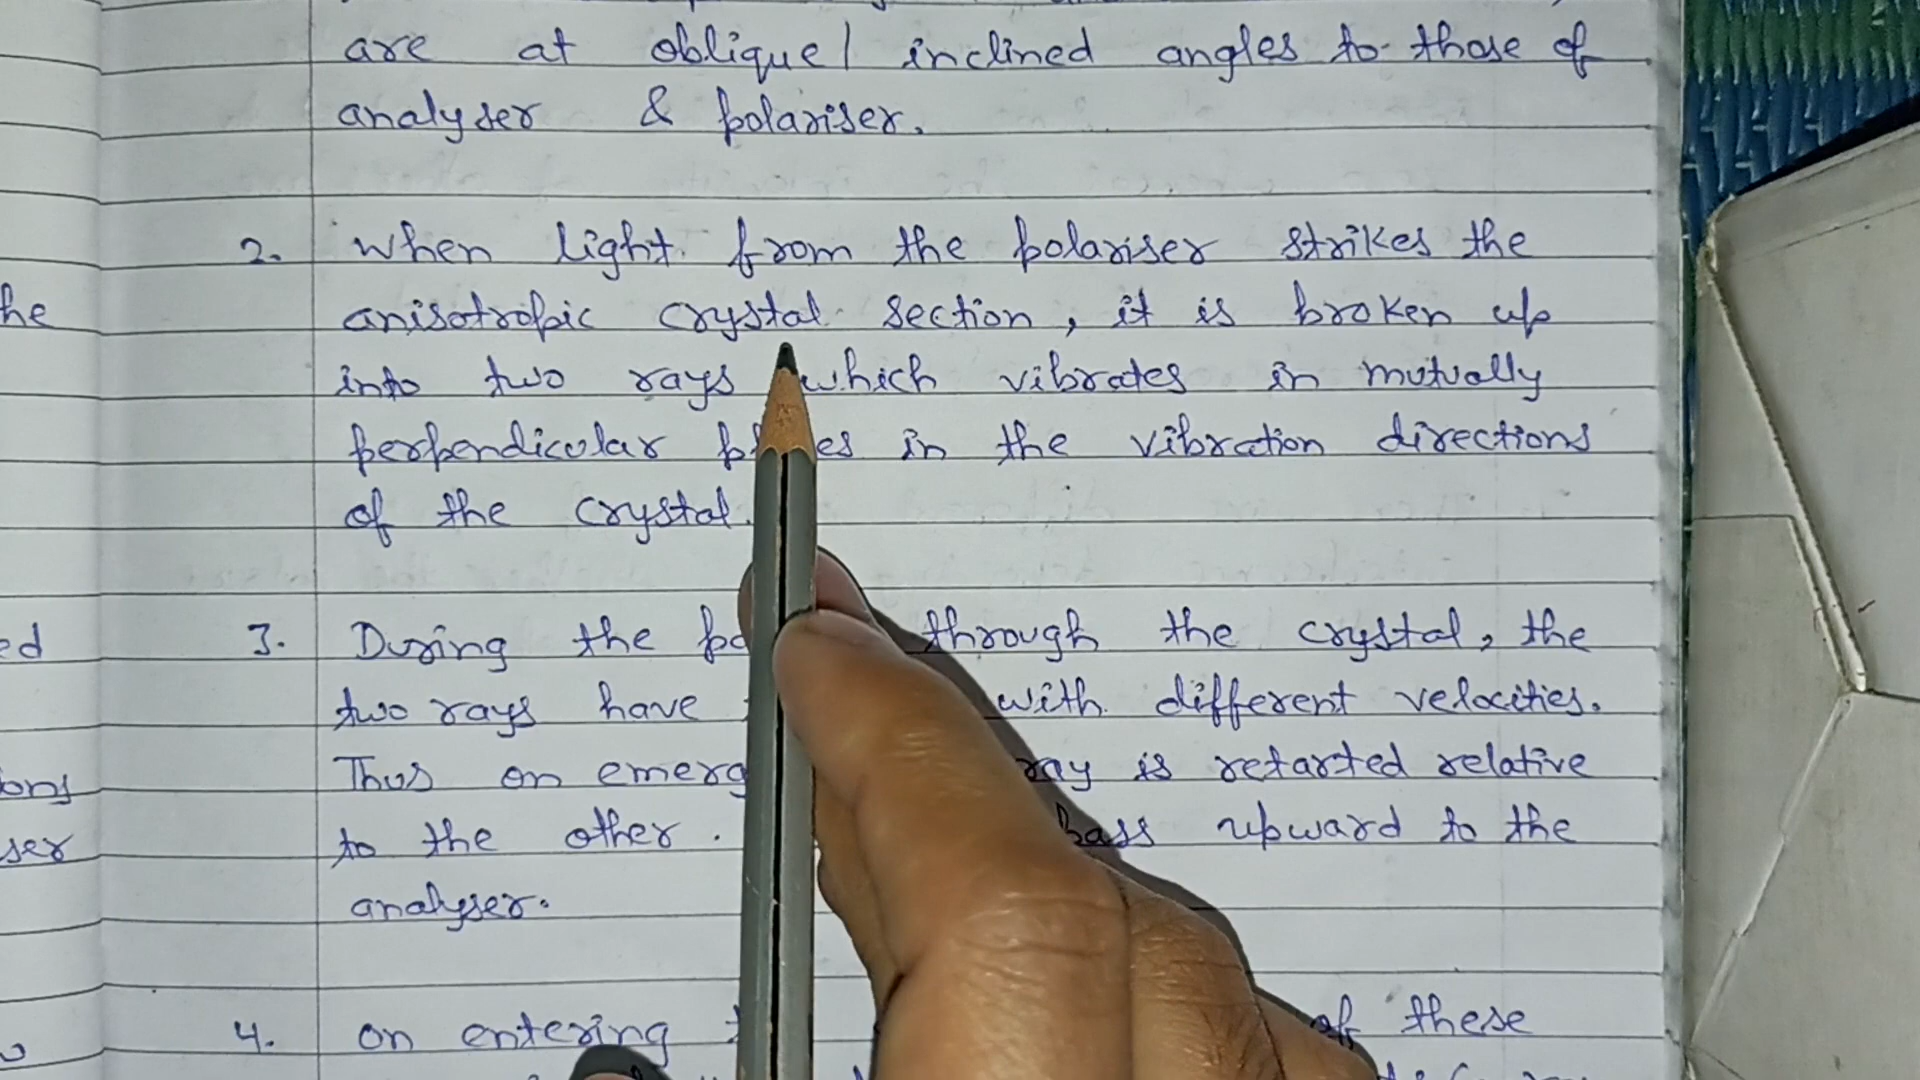 are at oblique/ inclined angles to those of
analyser & polariser.
2. When light from the polariser strikes the
anisotropic crystal section, it is broken up
into two rays which vibrates in mutually
perpendicular in the vibration directions
of the crystal.
3. During the through the crystal, the
two rays have with different velocities.
Thus on ray is retarted relative
to the other. pass upward to the
analyser.
4. on entering of these